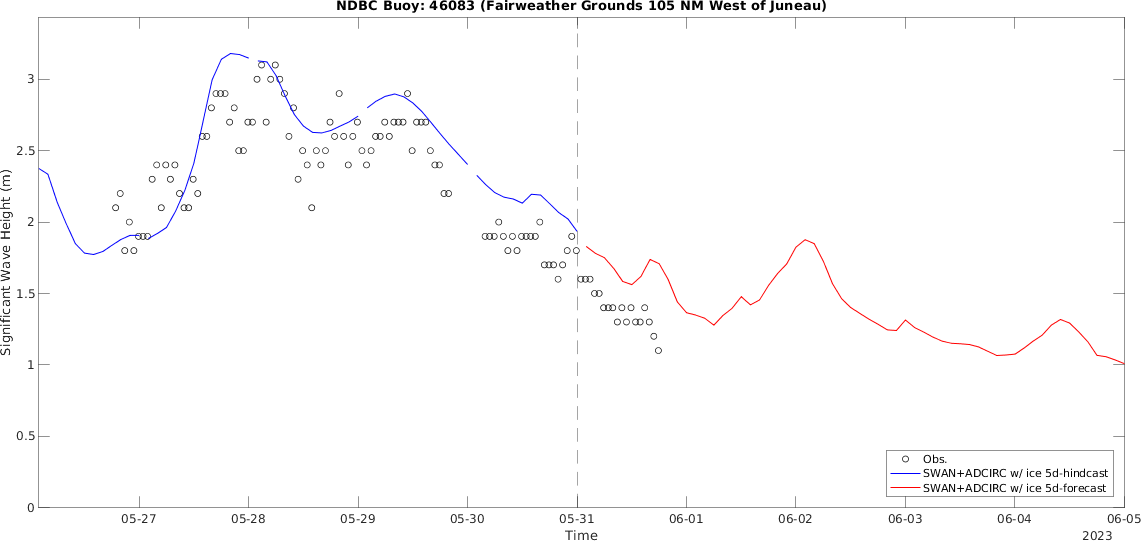 NDBC Buoy: 46083 (Fairweather Grounds 105 NM West of Juneau)
3
2.5
2
1.5
1
0.5
0
Significant Wave Height (m)
05-27 05-28 05-29 05-30 05-31 06-01 06-02 06-03 06-04 06-05
Time
2023
Obs.
SWAN+ADCIRC w/ ice 5d-hindcast
SWAN+ADCIRC w/ ice 5d-forecast